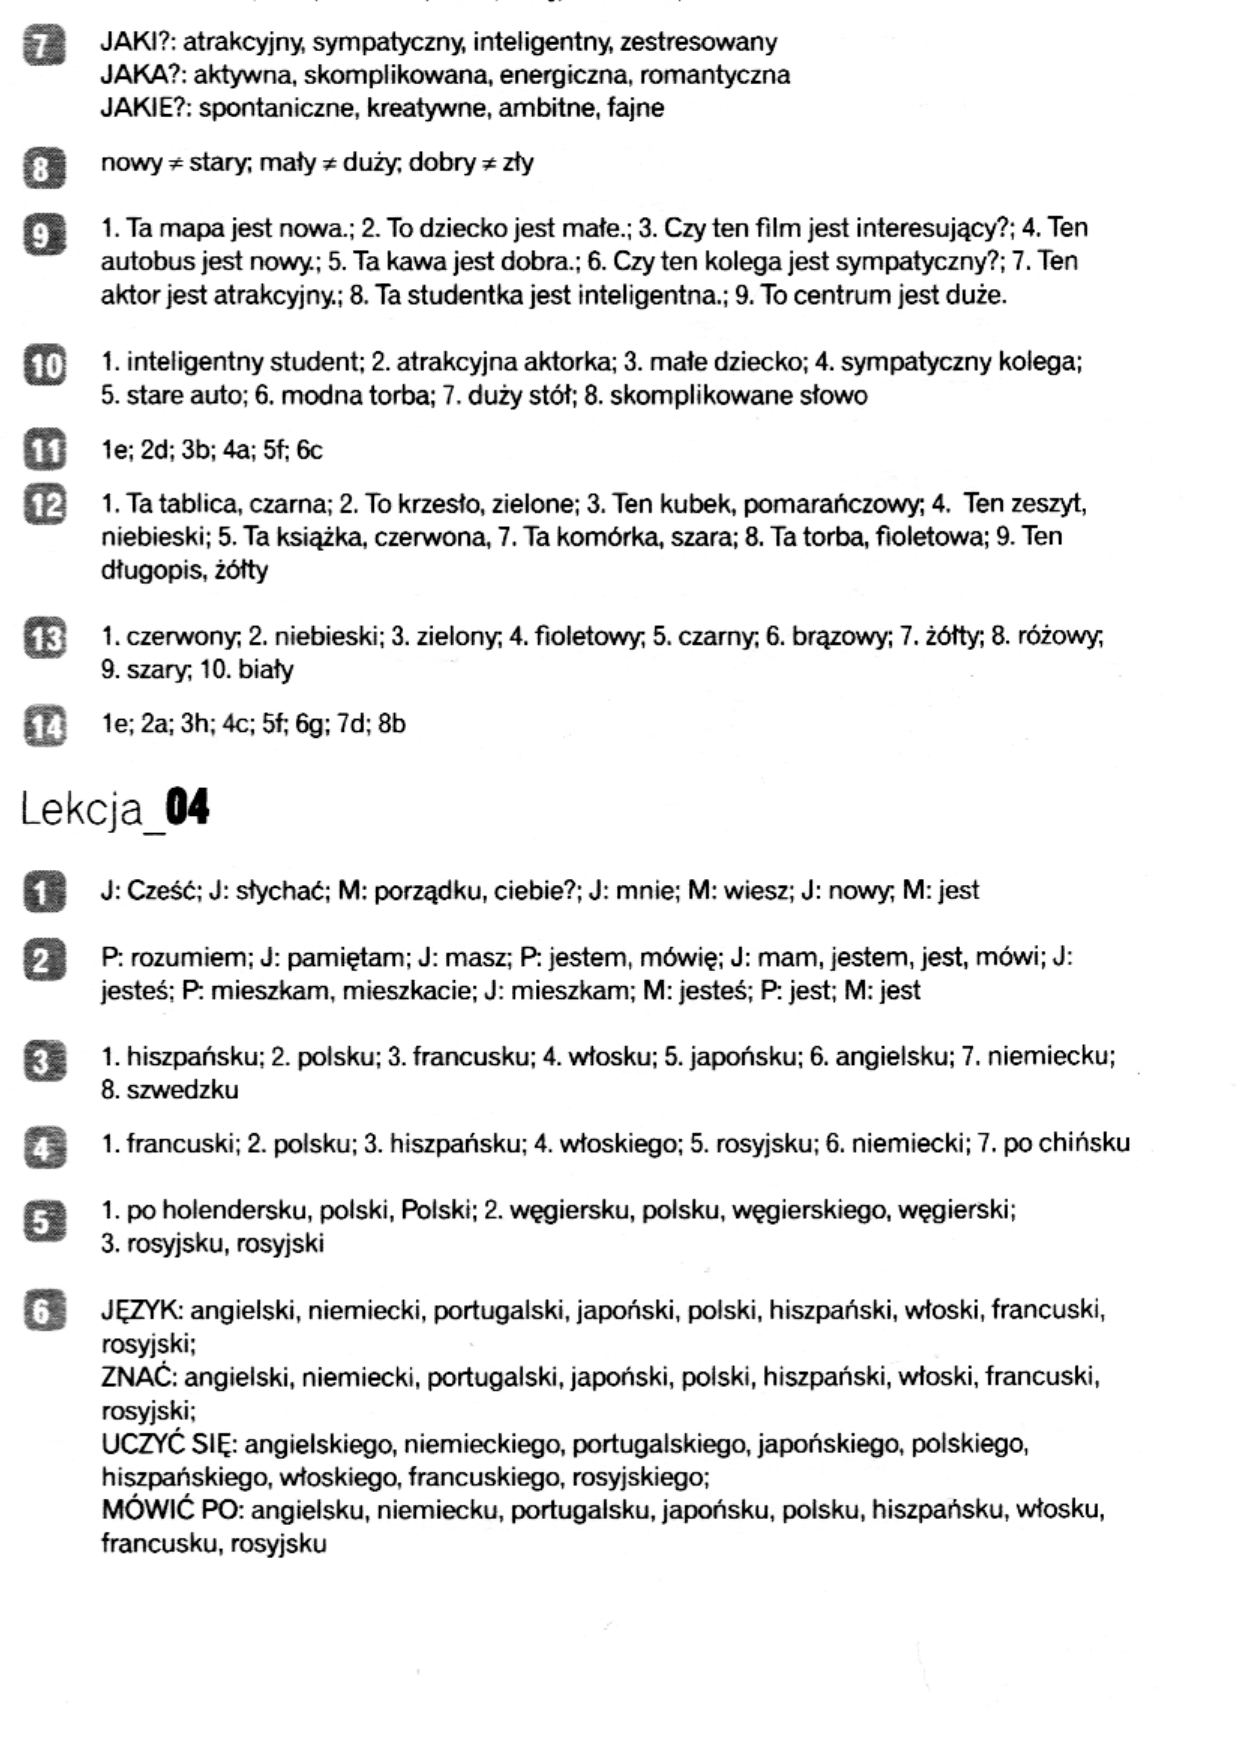 7 JAKI?: atrakcyjny, sympatyczny, inteligentny, zestresowany
JAKA?: aktywna, skomplikowana, energiczna, romantyczna
JAKIE?: spontaniczne, kreatywne, ambitne, fajne
8 nowy ≠ stary; mały ≠ duży; dobry ≠ zły
9 1. Ta mapa jest nowa.; 2. To dziecko jest małe.; 3. Czy ten film jest interesujący?; 4. Ten
autobus jest nowy.; 5. Ta kawa jest dobra.; 6. Czy ten kolega jest sympatyczny?; 7. Ten
aktor jest atrakcyjny.; 8. Ta studentka jest inteligentna.; 9. To centrum jest duże.
10 1. inteligentny student; 2. atrakcyjna aktorka; 3. małe dziecko; 4. sympatyczny kolega;
5. stare auto; 6. modna torba; 7. duży stół; 8. skomplikowane słowo
11 1e; 2d; 3b; 4a; 5f; 6c
12 1. Ta tablica, czarna; 2. To krzesło, zielone; 3. Ten kubek, pomarańczowy; 4. Ten zeszyt,
niebieski; 5. Ta książka, czerwona, 7. Ta komórka, szara; 8. Ta torba, fioletowa; 9. Ten
długopis, żółty
13 1. czerwony; 2. niebieski; 3. zielony; 4. fioletowy; 5. czarny; 6. brązowy; 7. żółty; 8. różowy;
9. szary; 10. biały
14 1e; 2a; 3h; 4c; 5f; 6g; 7d; 8b
Lekcja_04
1 J: Cześć; J: słychać; M: porządku, ciebie?; J: mnie; M: wiesz; J: nowy; M: jest
2 P: rozumiem; J: pamiętam; J: masz; P: jestem, mówię; J: mam, jestem, jest, mówi; J:
jesteś; P: mieszkam, mieszkacie; J: mieszkam; M: jesteś; P: jest; M: jest
3 1. hiszpańsku; 2. polsku; 3. francusku; 4. włosku; 5. japońsku; 6. angielsku; 7. niemiecku;
8. szwedzku
4 1. francuski; 2. polsku; 3. hiszpańsku; 4. włoskiego; 5. rosyjsku; 6. niemiecki; 7. po chińsku
5 1. po holendersku, polski, Polski; 2. węgiersku, polsku, węgierskiego, węgierski;
3. rosyjsku, rosyjski
6 JĘZYK: angielski, niemiecki, portugalski, japoński, polski, hiszpański, włoski, francuski,
rosyjski;
ZNAĆ: angielski, niemiecki, portugalski, japoński, polski, hiszpański, włoski, francuski,
rosyjski;
UCZYĆ SIĘ: angielskiego, niemieckiego, portugalskiego, japońskiego, polskiego,
hiszpańskiego, włoskiego, francuskiego, rosyjskiego;
MÓWIĆ PO: angielsku, niemiecku, portugalsku, japońsku, polsku, hiszpańsku, włosku,
francusku, rosyjsku